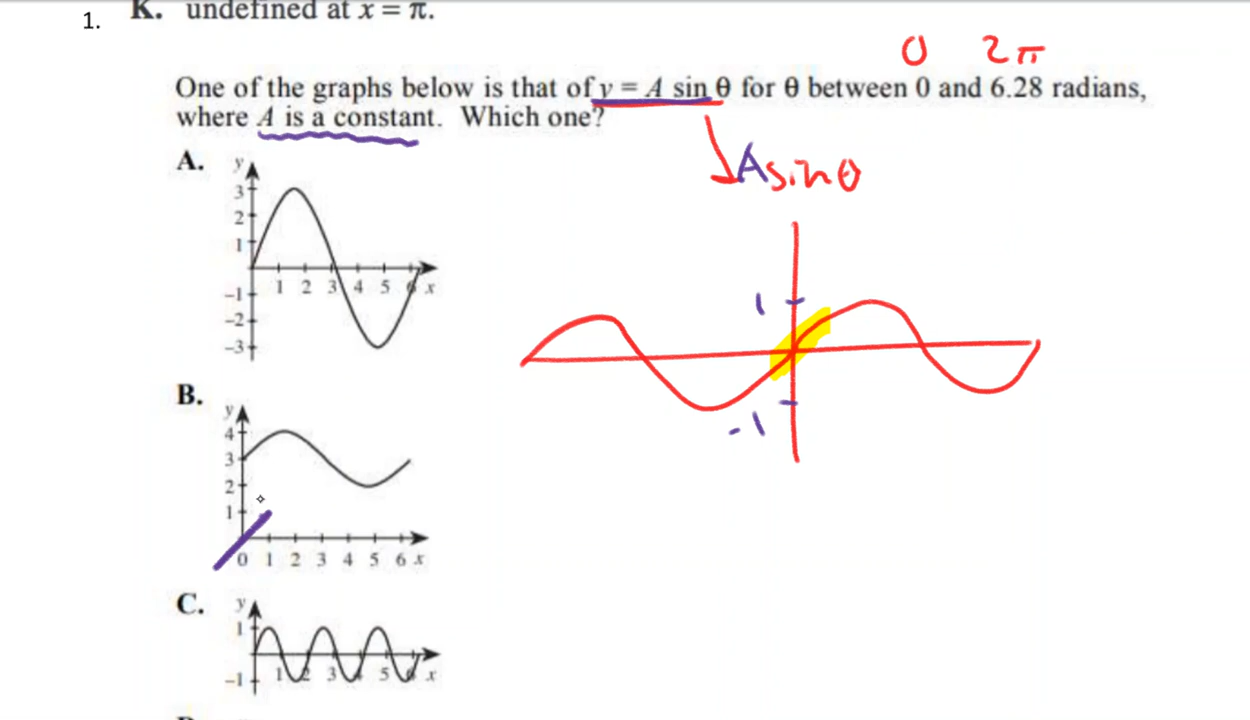 1. K. undefined at x = π.
0 2π
One of the graphs below is that of y = A sin θ for θ between 0 and 6.28 radians,
where A is a constant. Which one?
A sin θ
A.
y
3
2
1
-1
-2
-3
1 2 3 4 5 6 x
1
-1
B.
y
4
3
2
1
0 1 2 3 4 5 6 x
C.
y
1
-1
1 2 3 4 5 6 x